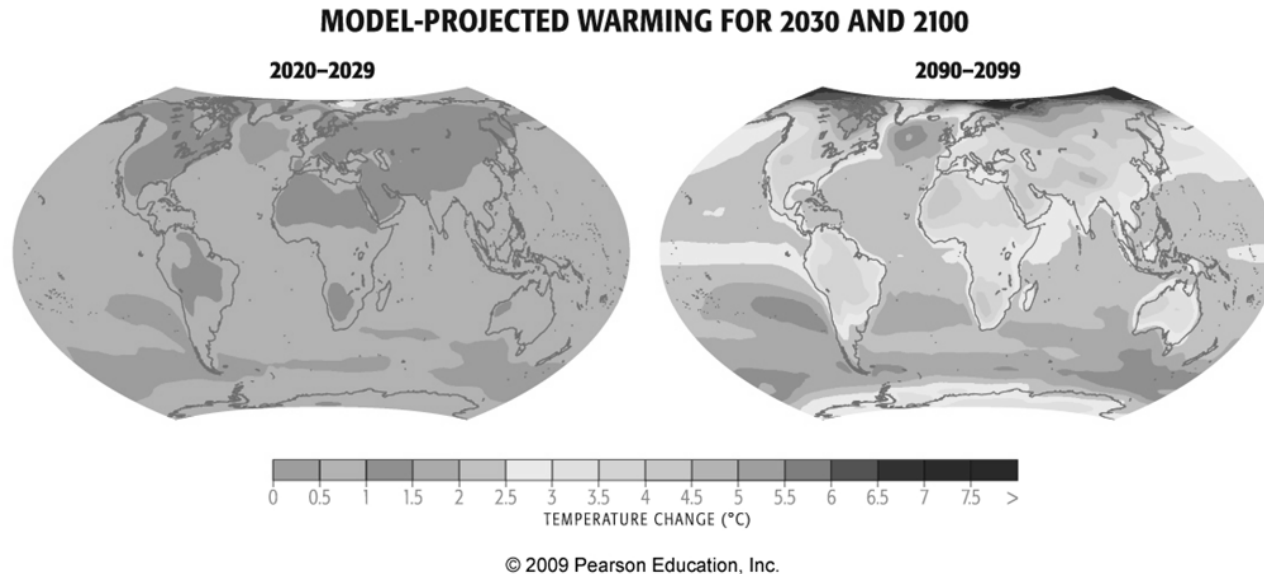 MODEL-PROJECTED WARMING FOR 2030 AND 2100
2020–2029
2090–2099
0 0.5 1 1.5 2 2.5 3 3.5 4 4.5 5 5.5 6 6.5 7 7.5 >
TEMPERATURE CHANGE (°C)
© 2009 Pearson Education, Inc.